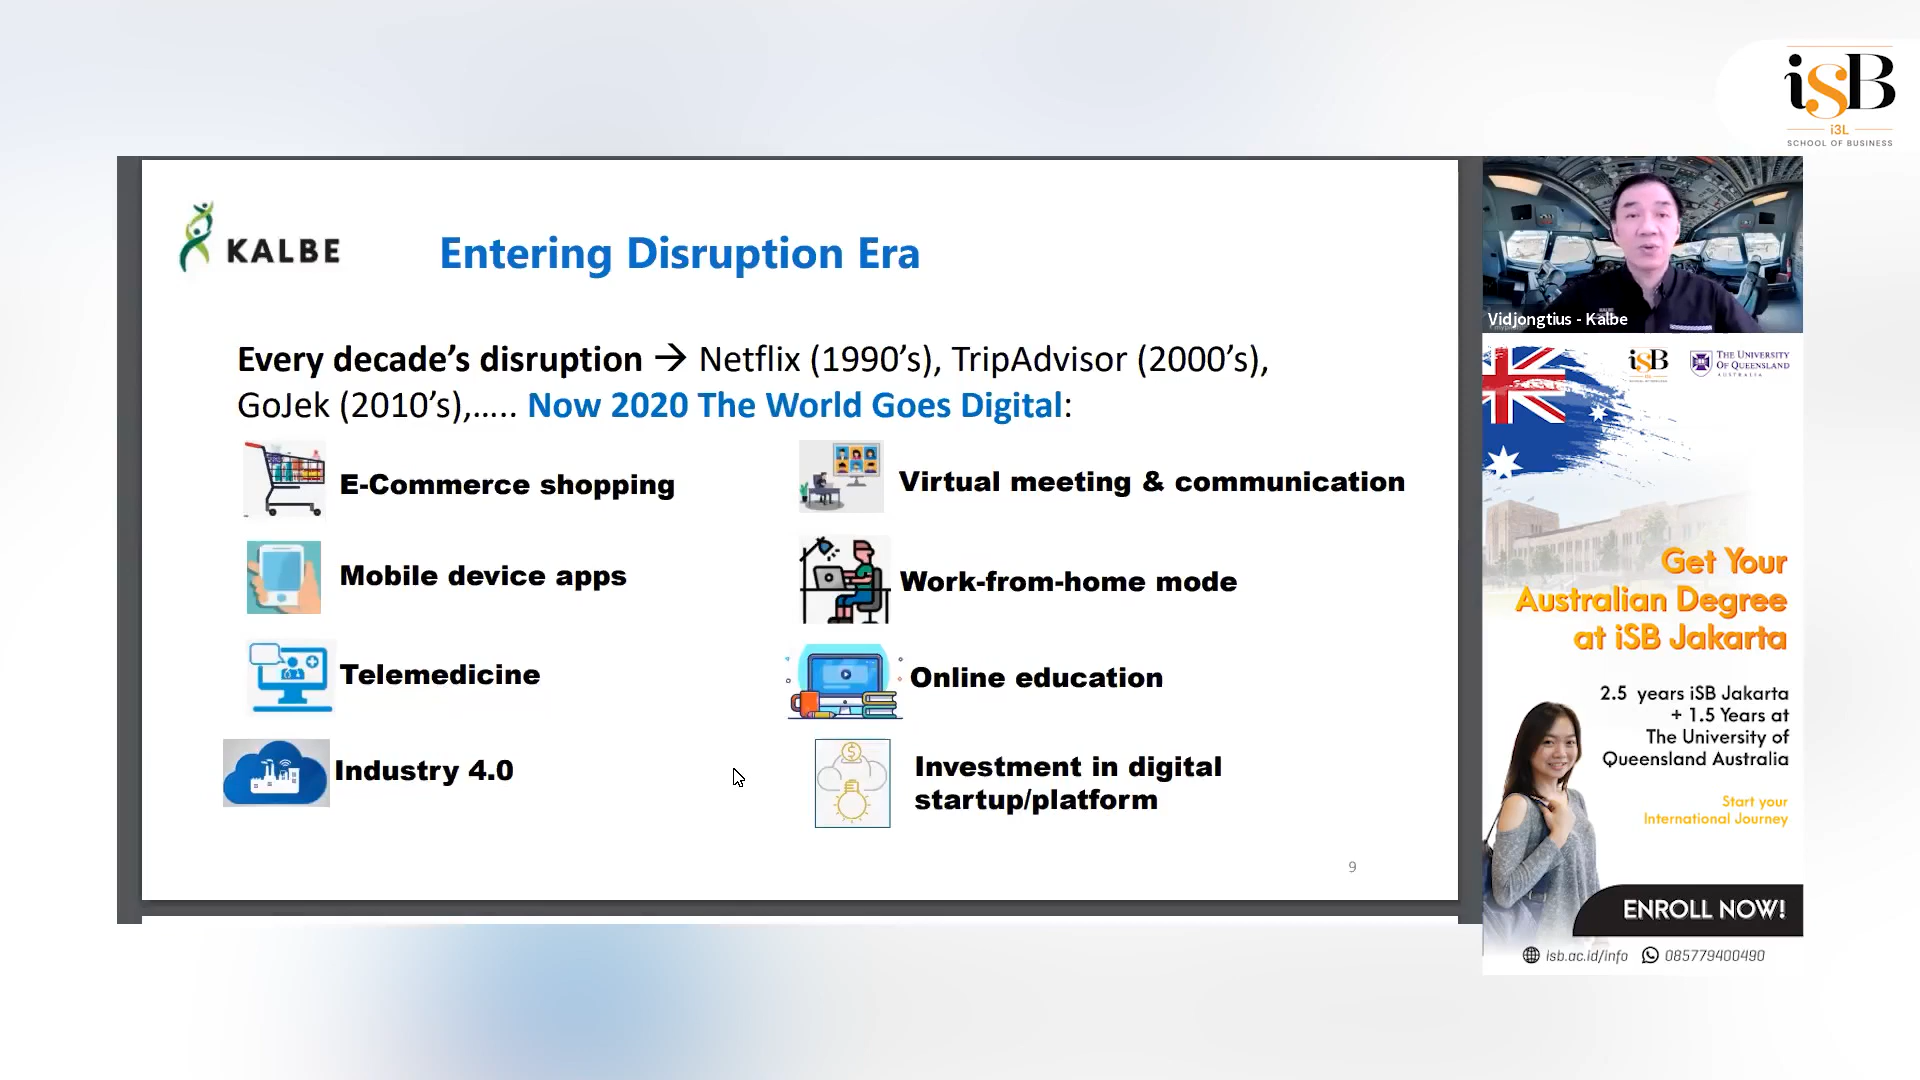 iSB
i3L
SCHOOL OF BUSINESS
KALBE
Entering Disruption Era
Every decade’s disruption → Netflix (1990’s), TripAdvisor (2000’s),
GoJek (2010’s),..... Now 2020 The World Goes Digital:
E-Commerce shopping
Virtual meeting & communication
Mobile device apps
Work-from-home mode
Telemedicine
Online education
Industry 4.0
Investment in digital
startup/platform
9
Vidjongtius - Kalbe
iSB
THE UNIVERSITY
OF QUEENSLAND
AUSTRALIA
Get Your
Australian Degree
at iSB Jakarta
2.5 years iSB Jakarta
+ 1.5 Years at
The University of
Queensland Australia
Start your
International Journey
ENROLL NOW!
isb.ac.id/info 085779400490